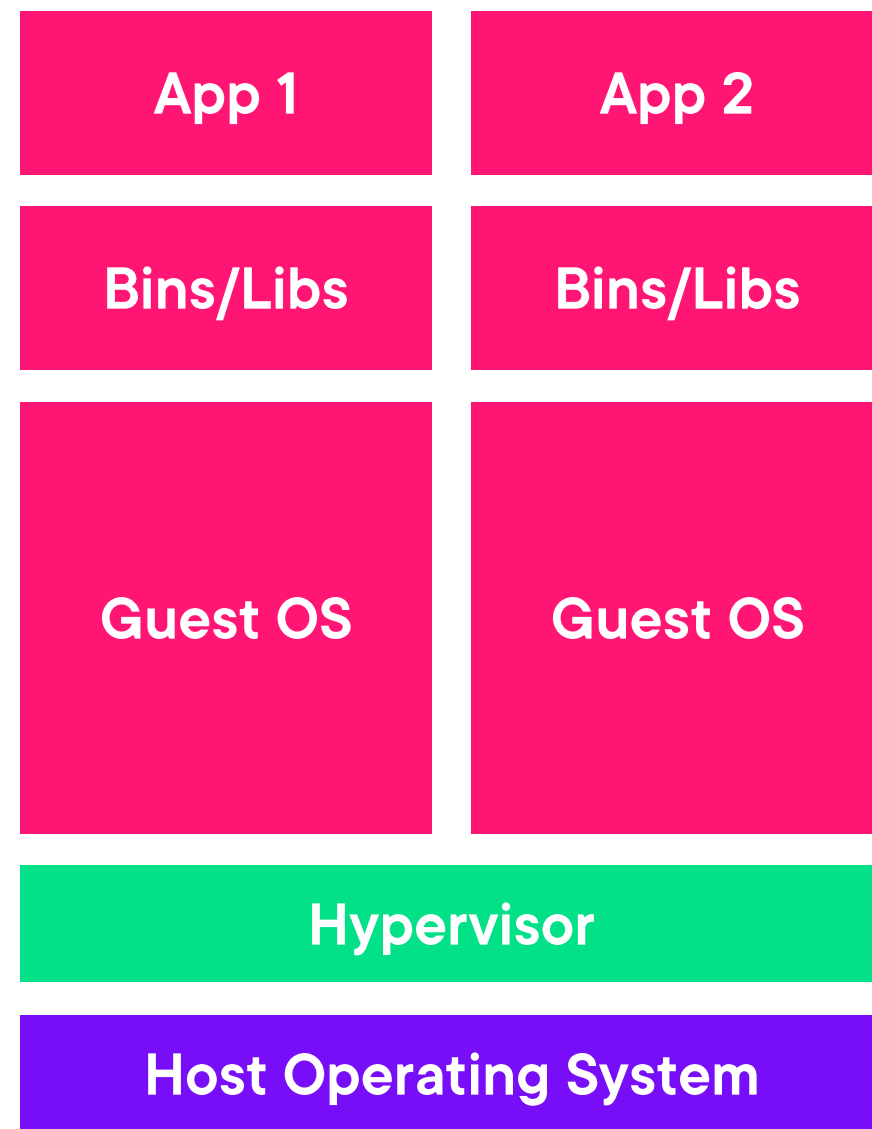 App 1
App 2
Bins/Libs
Bins/Libs
Guest OS
Guest OS
Hypervisor
Host Operating System